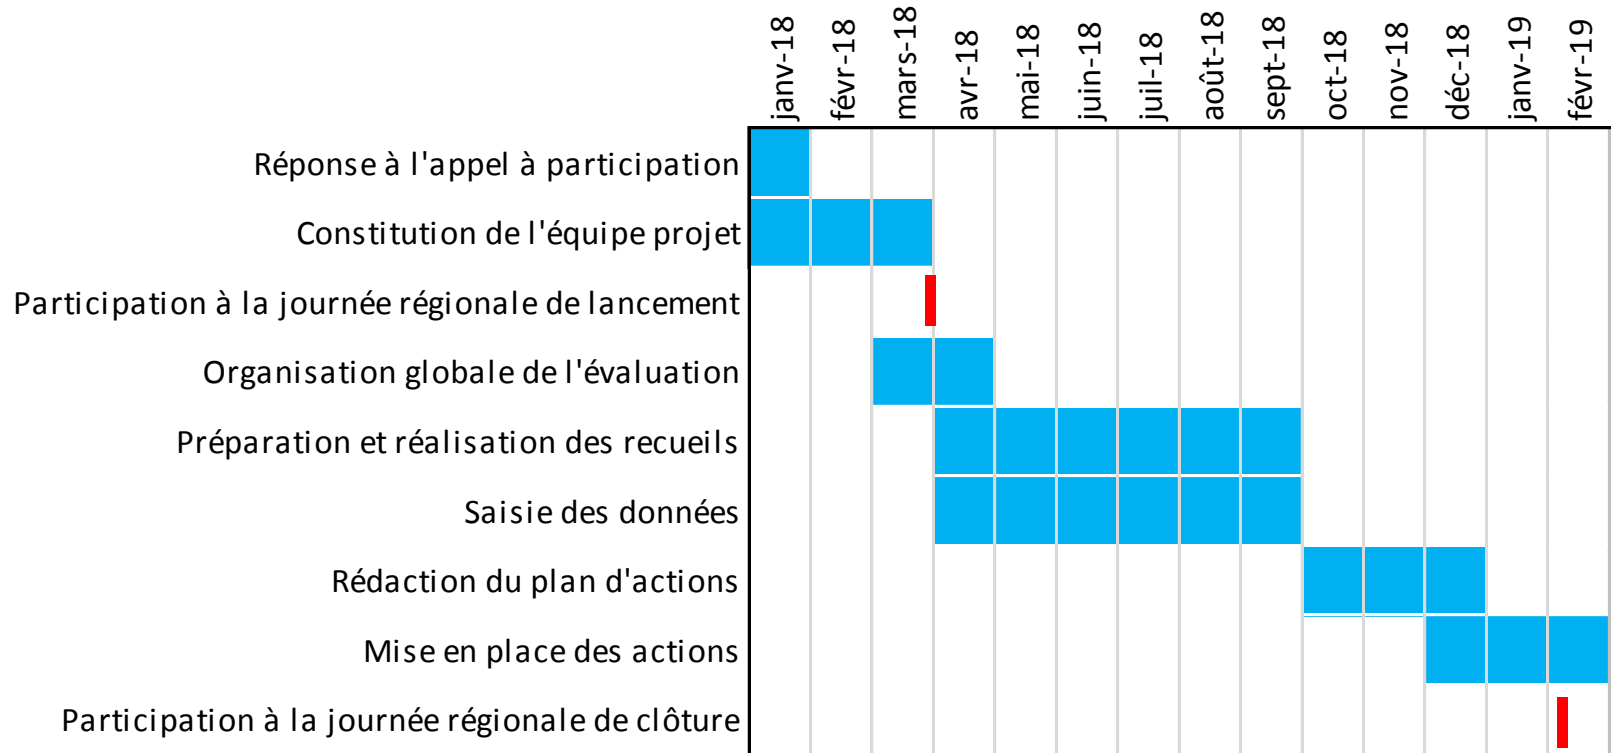 janv-18
févr-18
mars-18
avr-18
mai-18
juin-18
juil-18
août-18
sept-18
oct-18
nov-18
déc-18
janv-19
févr-19
Réponse à l'appel à participation
Constitution de l'équipe projet
Participation à la journée régionale de lancement
Organisation globale de l'évaluation
Préparation et réalisation des recueils
Saisie des données
Rédaction du plan d'actions
Mise en place des actions
Participation à la journée régionale de clôture